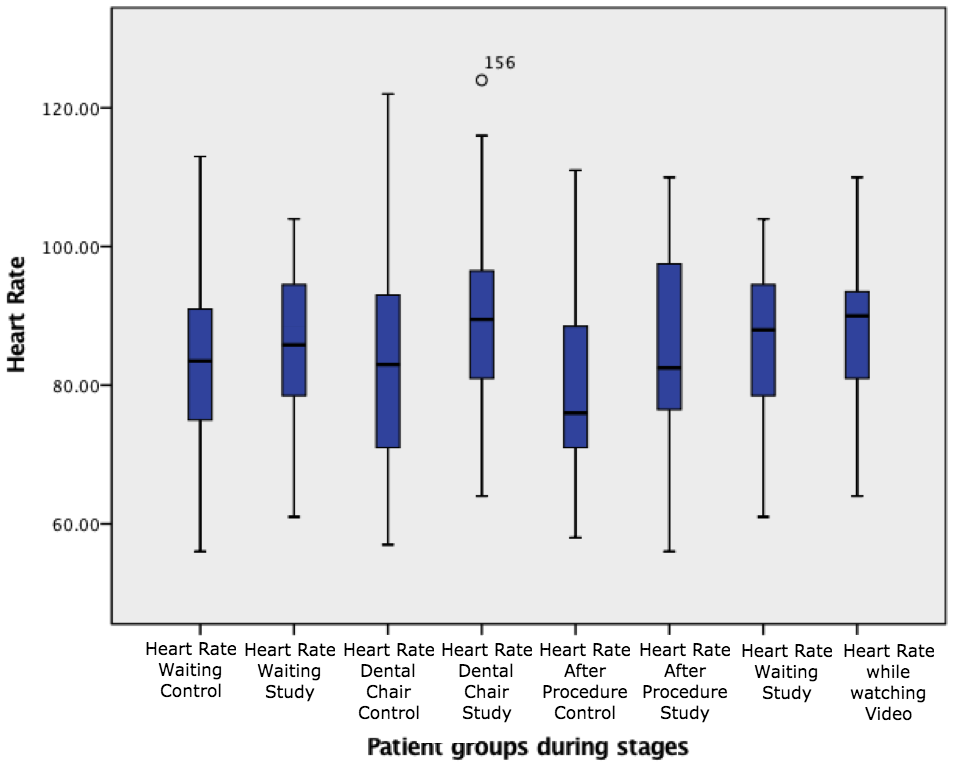 156
120.00
100.00
80.00
60.00
Heart Rate
Heart Rate Waiting Control
Heart Rate Waiting Study
Heart Rate Dental Chair Control
Heart Rate Dental Chair Study
Heart Rate After Procedure Control
Heart Rate After Procedure Study
Heart Rate Waiting Study
Heart Rate while watching Video
Patient groups during stages